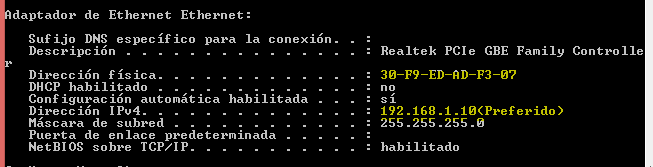 Adaptador de Ethernet Ethernet:
Sufijo DNS específico para la conexión. . :
Descripción . . . . . . . . . . . . . . . : Realtek PCIe GBE Family Controlle
r
Dirección física. . . . . . . . . . . . . : 30-F9-ED-AD-F3-07
DHCP habilitado . . . . . . . . . . . . . : no
Configuración automática habilitada . . . : sí
Dirección IPv4. . . . . . . . . . . . . . : 192.168.1.10(Preferido)
Máscara de subred . . . . . . . . . . . . : 255.255.255.0
Puerta de enlace predeterminada . . . . . :
NetBIOS sobre TCP/IP. . . . . . . . . . . : habilitado